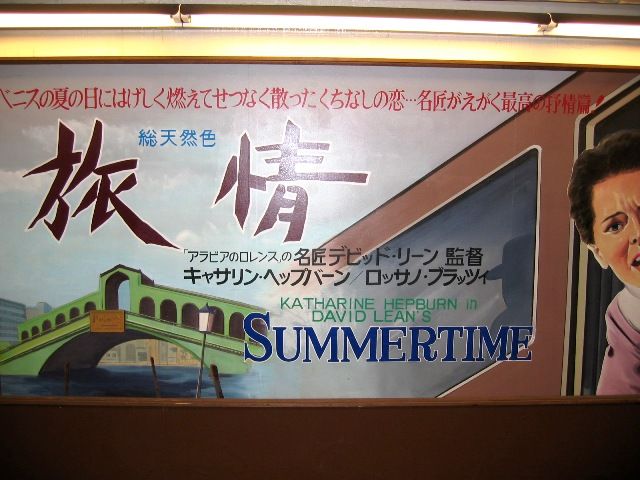 ベニスの夏の日にはげしく燃えてせつなく散ったくちなしの恋…名匠がえがく最高の抒情篇！
総天然色
旅情
「アラビアのロレンス」の 名匠デビッド・リーン 監督
キャサリン・ヘップバーン／ロッサノ・ブラッツィ
KATHARINE HEPBURN in
DAVID LEAN'S
SUMMERTIME